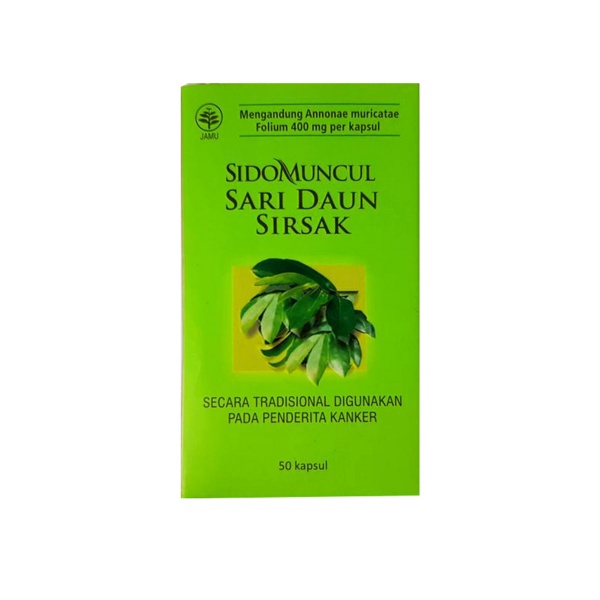 JAMU
Mengandung Annonae muricatae
Folium 400 mg per kapsul
SIDOMUNCUL
SARI DAUN
SIRSAK
SECARA TRADISIONAL DIGUNAKAN
PADA PENDERITA KANKER
50 kapsul